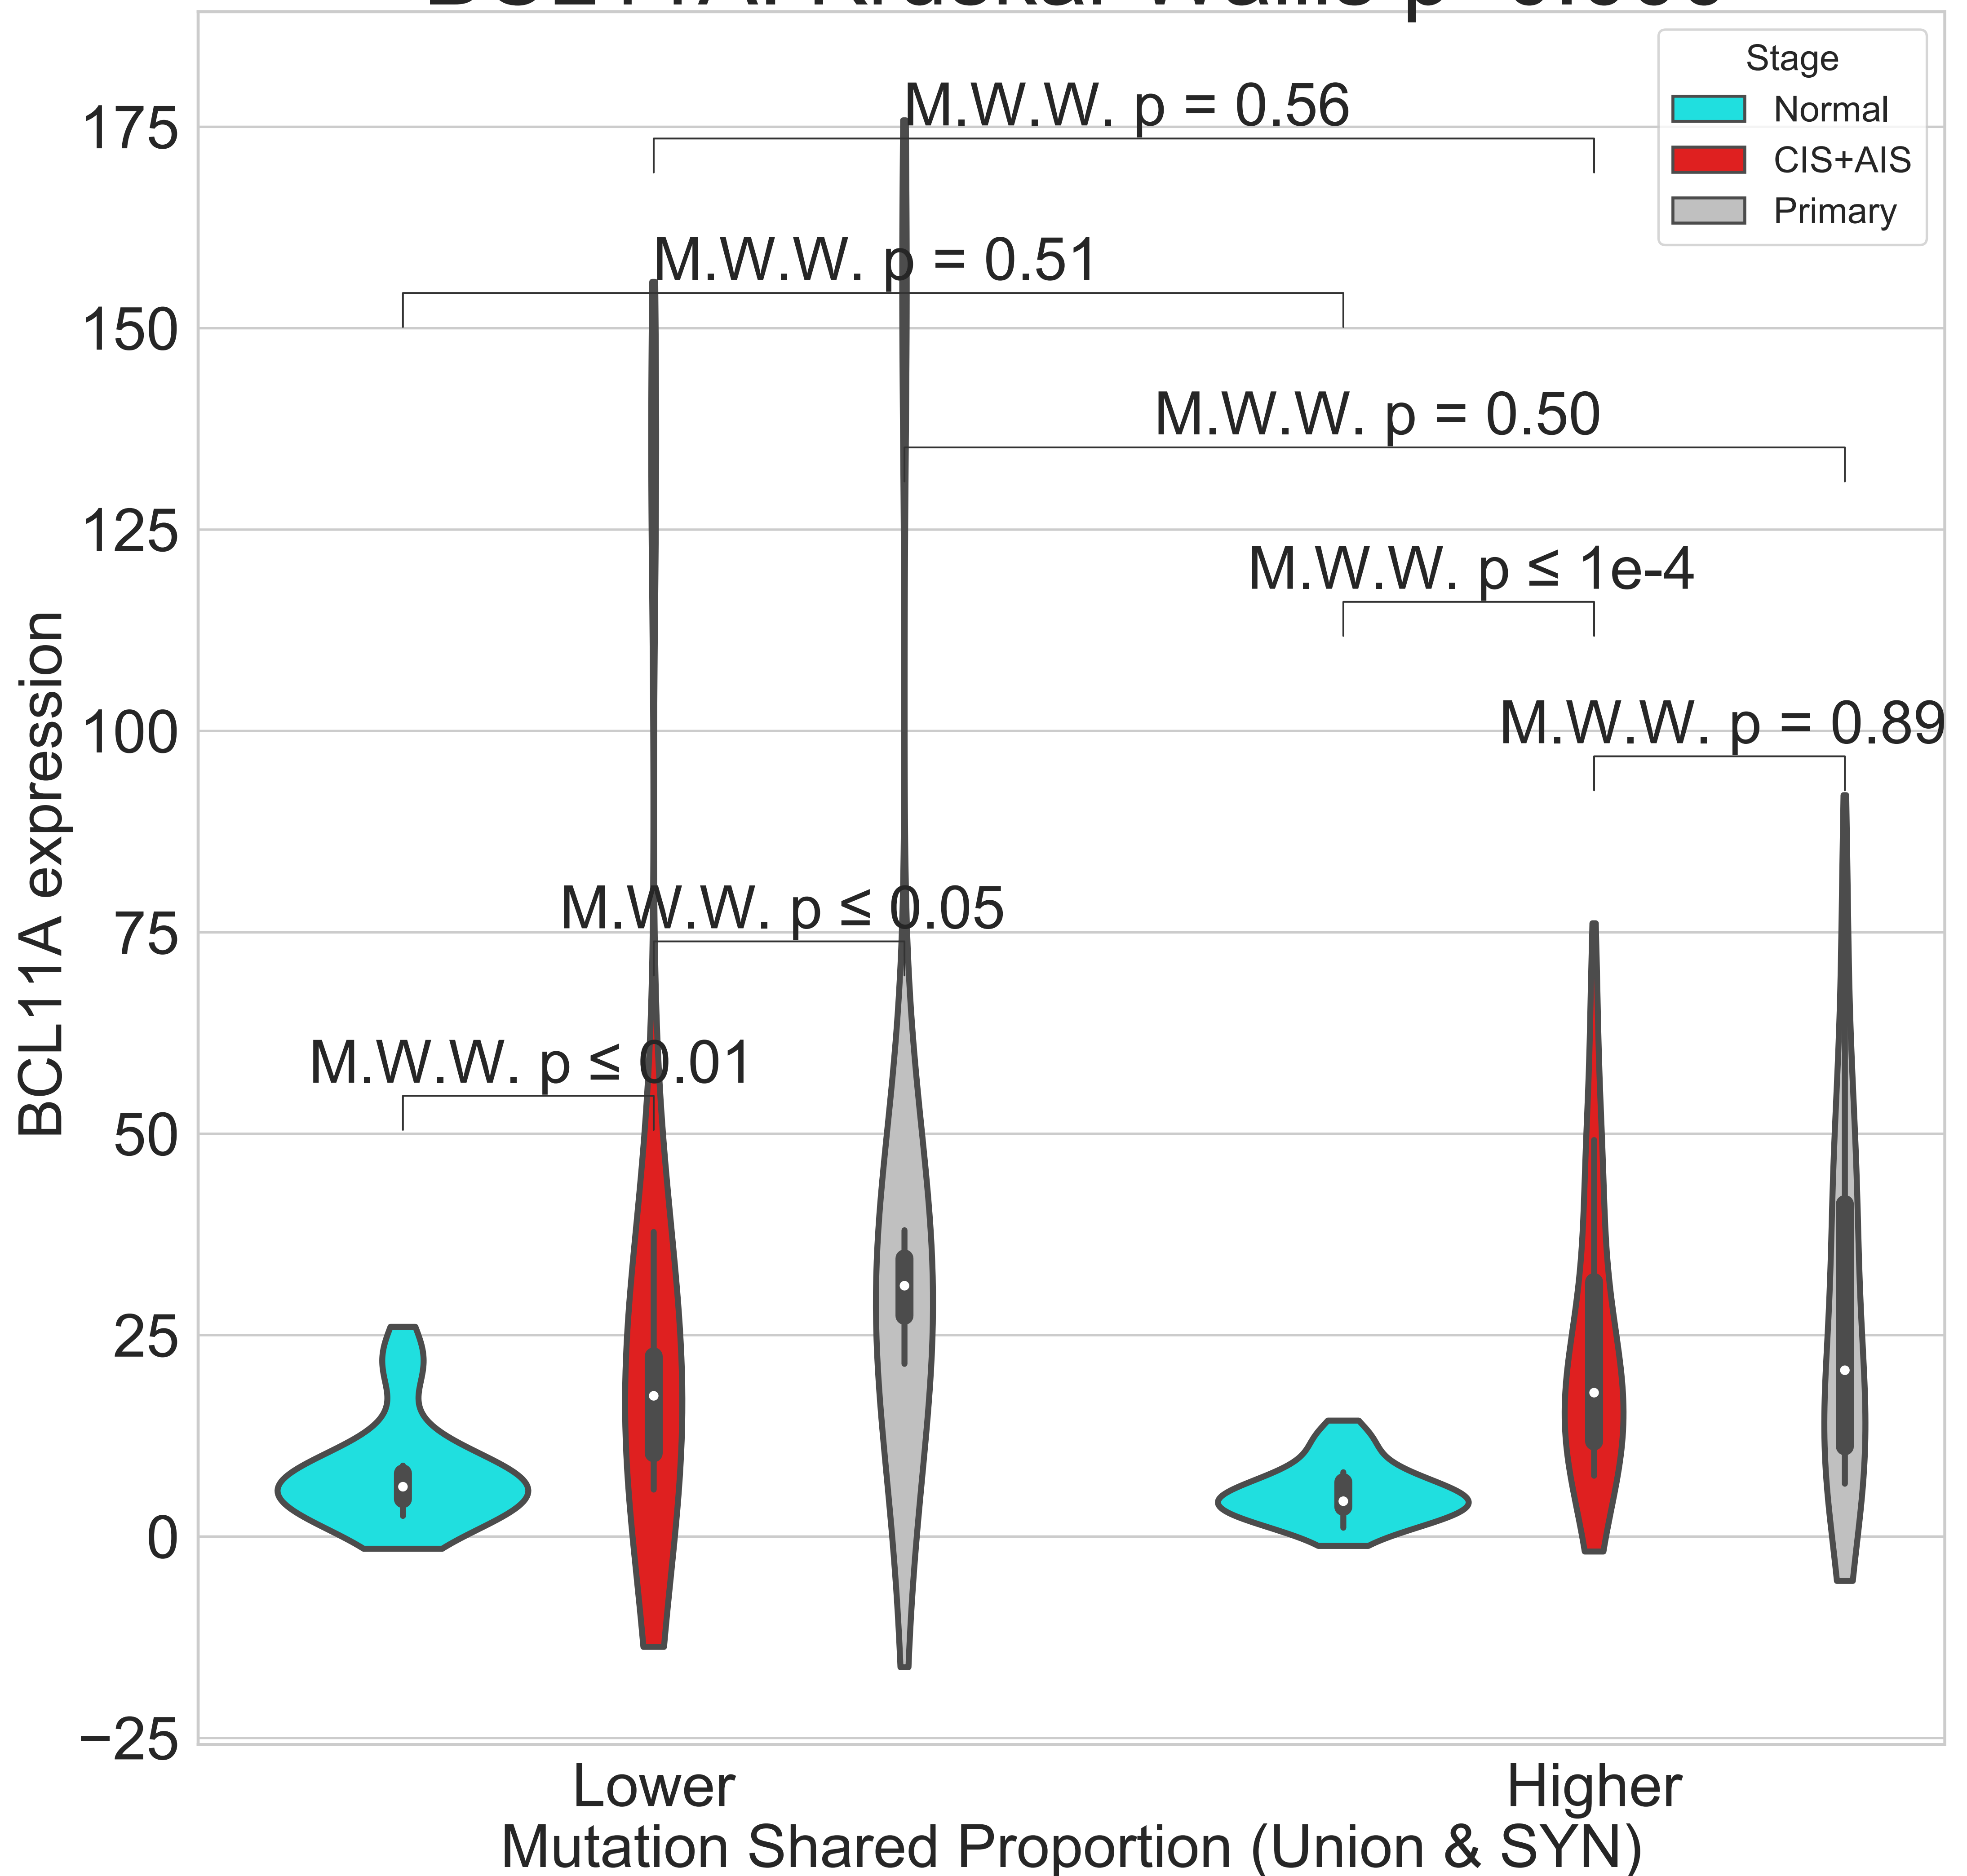 Stage
Normal
CIS+AIS
Primary
M.W.W. p = 0.56
M.W.W. p = 0.51
M.W.W. p = 0.50
M.W.W. p ≤ 1e-4
M.W.W. p = 0.89
M.W.W. p ≤ 0.05
M.W.W. p ≤ 0.01
175
150
125
100
75
50
25
0
−25
BCL11A expression
Lower
Higher
Mutation Shared Proportion (Union & SYN)